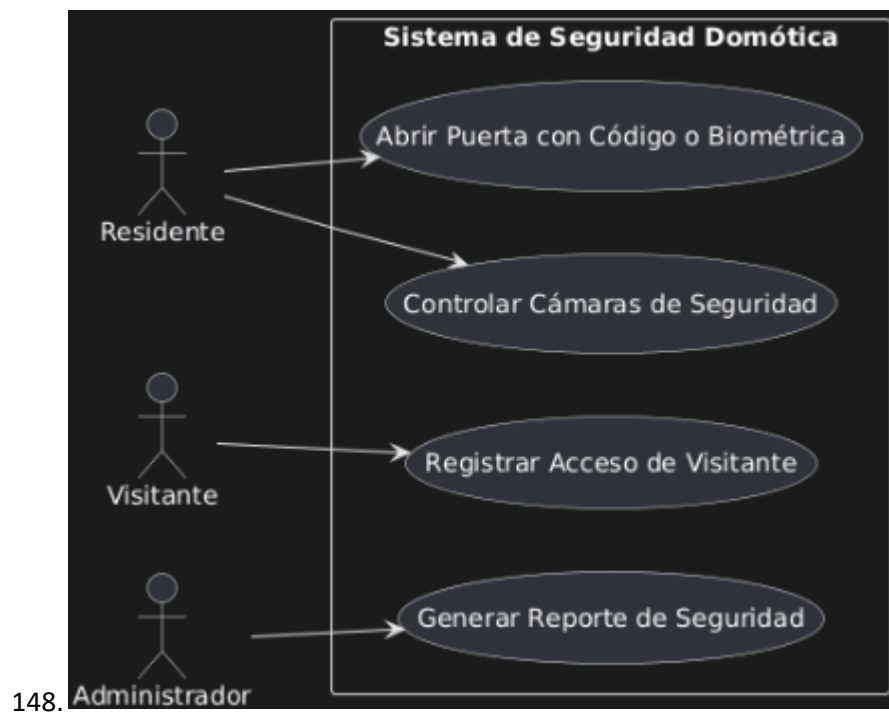 Sistema de Seguridad Domótica
Abrir Puerta con Código o Biométrica
Residente
Controlar Cámaras de Seguridad
Registrar Acceso de Visitante
Visitante
Generar Reporte de Seguridad
148. Administrador